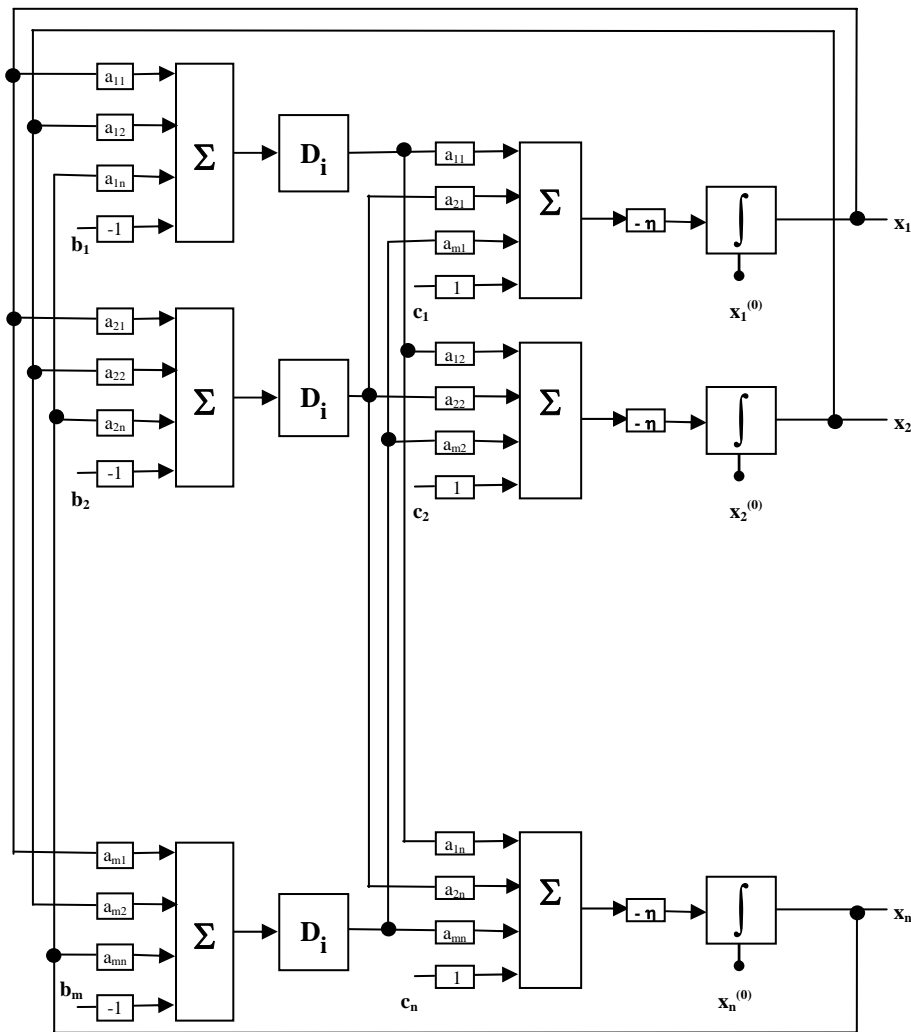 a₁₁
a₁₂
a₁ₙ
-1
b₁
Σ
Dᵢ
a₁₁
a₂₁
aₘ₁
1
c₁
Σ
- η
∫
x₁⁽⁰⁾
x₁
a₂₁
a₂₂
a₂ₙ
-1
b₂
Σ
Dᵢ
a₁₂
a₂₂
aₘ₂
1
c₂
Σ
- η
∫
x₂⁽⁰⁾
x₂
aₘ₁
aₘ₂
aₘₙ
-1
bₘ
Σ
Dᵢ
a₁ₙ
a₂ₙ
aₘₙ
1
cₙ
Σ
- η
∫
xₙ⁽⁰⁾
xₙ